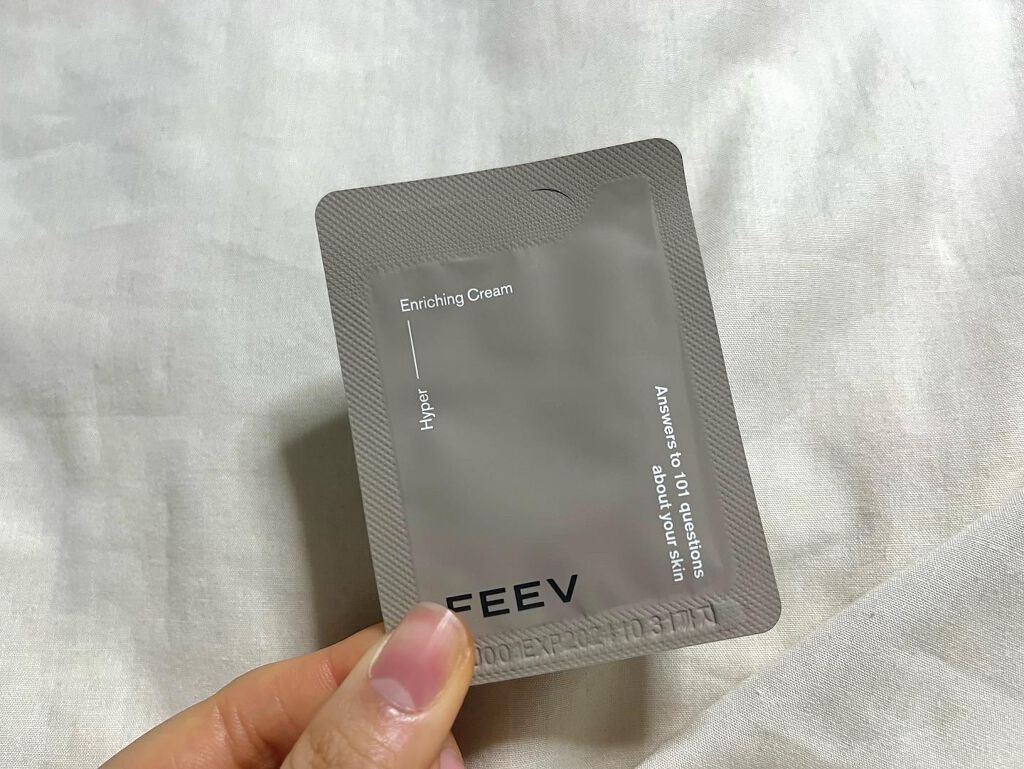 Enriching Cream
Hyper
Answers to 101 questions
about your skin
FEEV